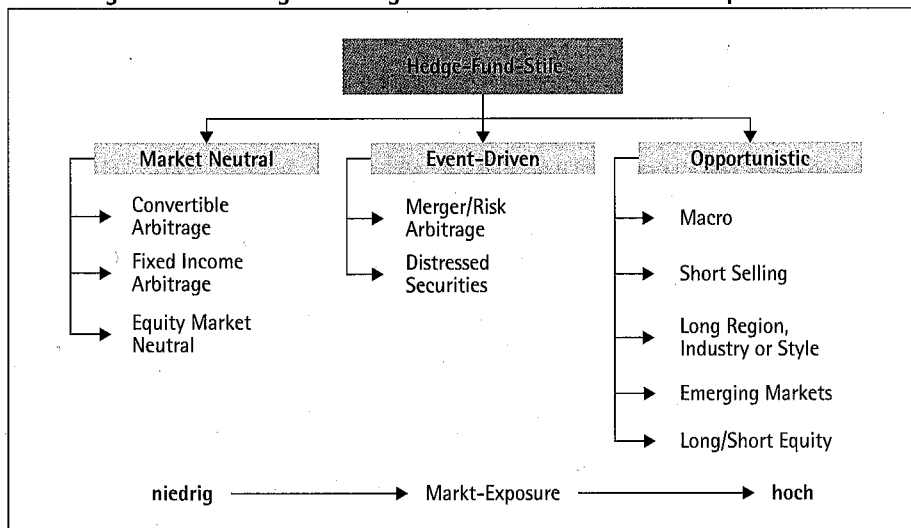 Hedge-Fund-Stile
Market Neutral
Event-Driven
Opportunistic
Convertible
Arbitrage
Fixed Income
Arbitrage
Equity Market
Neutral
Merger/Risk
Arbitrage
Distressed
Securities
Macro
Short Selling
Long Region,
Industry or Style
Emerging Markets
Long/Short Equity
niedrig Markt-Exposure hoch